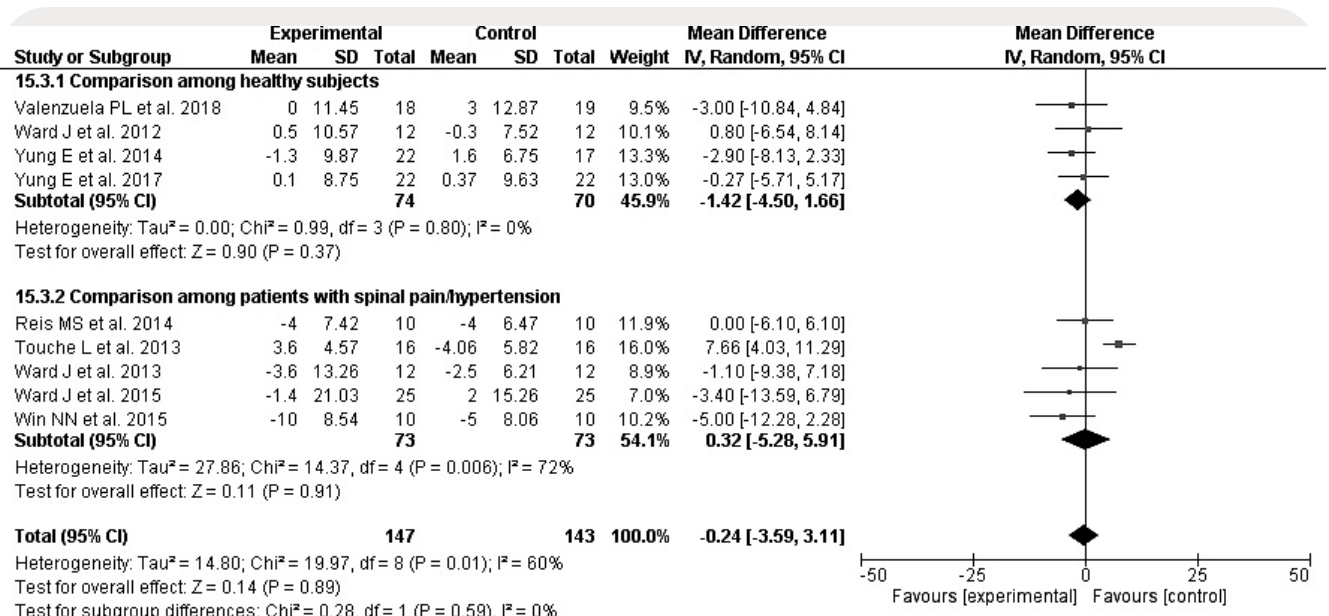 Experimental Control Mean Difference Mean Difference
Study or Subgroup Mean SD Total Mean SD Total Weight IV, Random, 95% CI IV, Random, 95% CI
15.3.1 Comparison among healthy subjects
Valenzuela PL et al. 2018 0 11.45 18 3 12.87 19 9.5% -3.00 [-10.84, 4.84]
Ward J et al. 2012 0.5 10.57 12 -0.3 7.52 12 10.1% 0.80 [-6.54, 8.14]
Yung E et al. 2014 -1.3 9.87 22 1.6 6.75 17 13.3% -2.90 [-8.13, 2.33]
Yung E et al. 2017 0.1 8.75 22 0.37 9.63 22 13.0% -0.27 [-5.71, 5.17]
Subtotal (95% CI) 74 70 45.9% -1.42 [-4.50, 1.66]
Heterogeneity: Tau² = 0.00; Chi² = 0.99, df = 3 (P = 0.80); I² = 0%
Test for overall effect: Z = 0.90 (P = 0.37)
15.3.2 Comparison among patients with spinal pain/hypertension
Reis MS et al. 2014 -4 7.42 10 -4 6.47 10 11.9% 0.00 [-6.10, 6.10]
Touche L et al. 2013 3.6 4.57 16 -4.06 5.82 16 16.0% 7.66 [4.03, 11.29]
Ward J et al. 2013 -3.6 13.26 12 -2.5 6.21 12 8.9% -1.10 [-9.38, 7.18]
Ward J et al. 2015 -1.4 21.03 25 2 15.26 25 7.0% -3.40 [-13.59, 6.79]
Win NN et al. 2015 -10 8.54 10 -5 8.06 10 10.2% -5.00 [-12.28, 2.28]
Subtotal (95% CI) 73 73 54.1% 0.32 [-5.28, 5.91]
Heterogeneity: Tau² = 27.86; Chi² = 14.37, df = 4 (P = 0.006); I² = 72%
Test for overall effect: Z = 0.11 (P = 0.91)
Total (95% CI) 147 143 100.0% -0.24 [-3.59, 3.11]
Heterogeneity: Tau² = 14.80; Chi² = 19.97, df = 8 (P = 0.01); I² = 60%
Test for overall effect: Z = 0.14 (P = 0.89)
Test for subgroup differences: Chi² = 0.28, df = 1 (P = 0.59), I² = 0%
-50 -25 0 25 50
Favours [experimental] Favours [control]